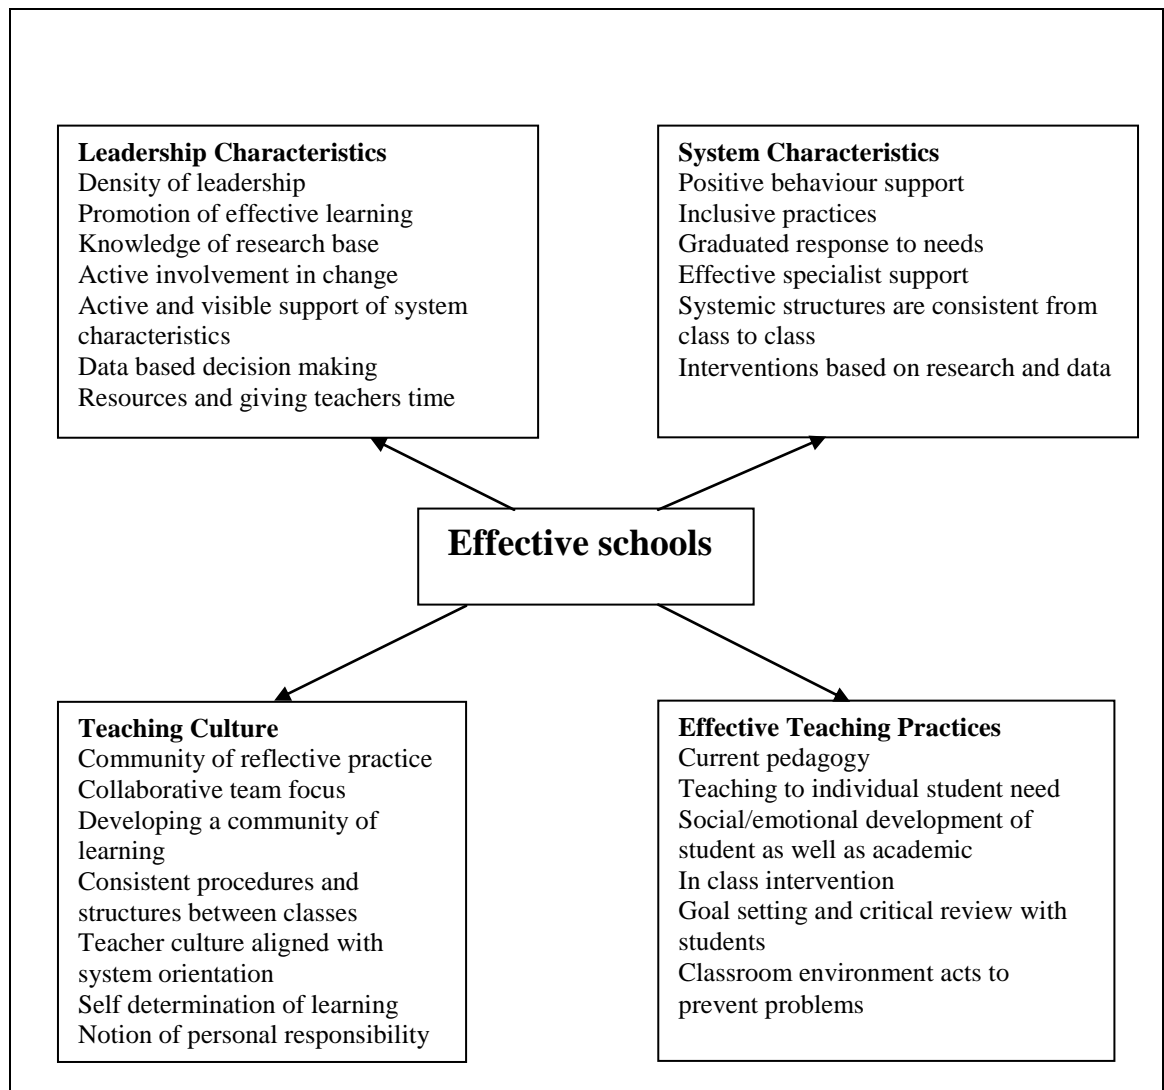 Leadership Characteristics
Density of leadership
Promotion of effective learning
Knowledge of research base
Active involvement in change
Active and visible support of system
characteristics
Data based decision making
Resources and giving teachers time
System Characteristics
Positive behaviour support
Inclusive practices
Graduated response to needs
Effective specialist support
Systemic structures are consistent from
class to class
Interventions based on research and data
Effective schools
Teaching Culture
Community of reflective practice
Collaborative team focus
Developing a community of
learning
Consistent procedures and
structures between classes
Teacher culture aligned with
system orientation
Self determination of learning
Notion of personal responsibility
Effective Teaching Practices
Current pedagogy
Teaching to individual student need
Social/emotional development of
student as well as academic
In class intervention
Goal setting and critical review with
students
Classroom environment acts to
prevent problems